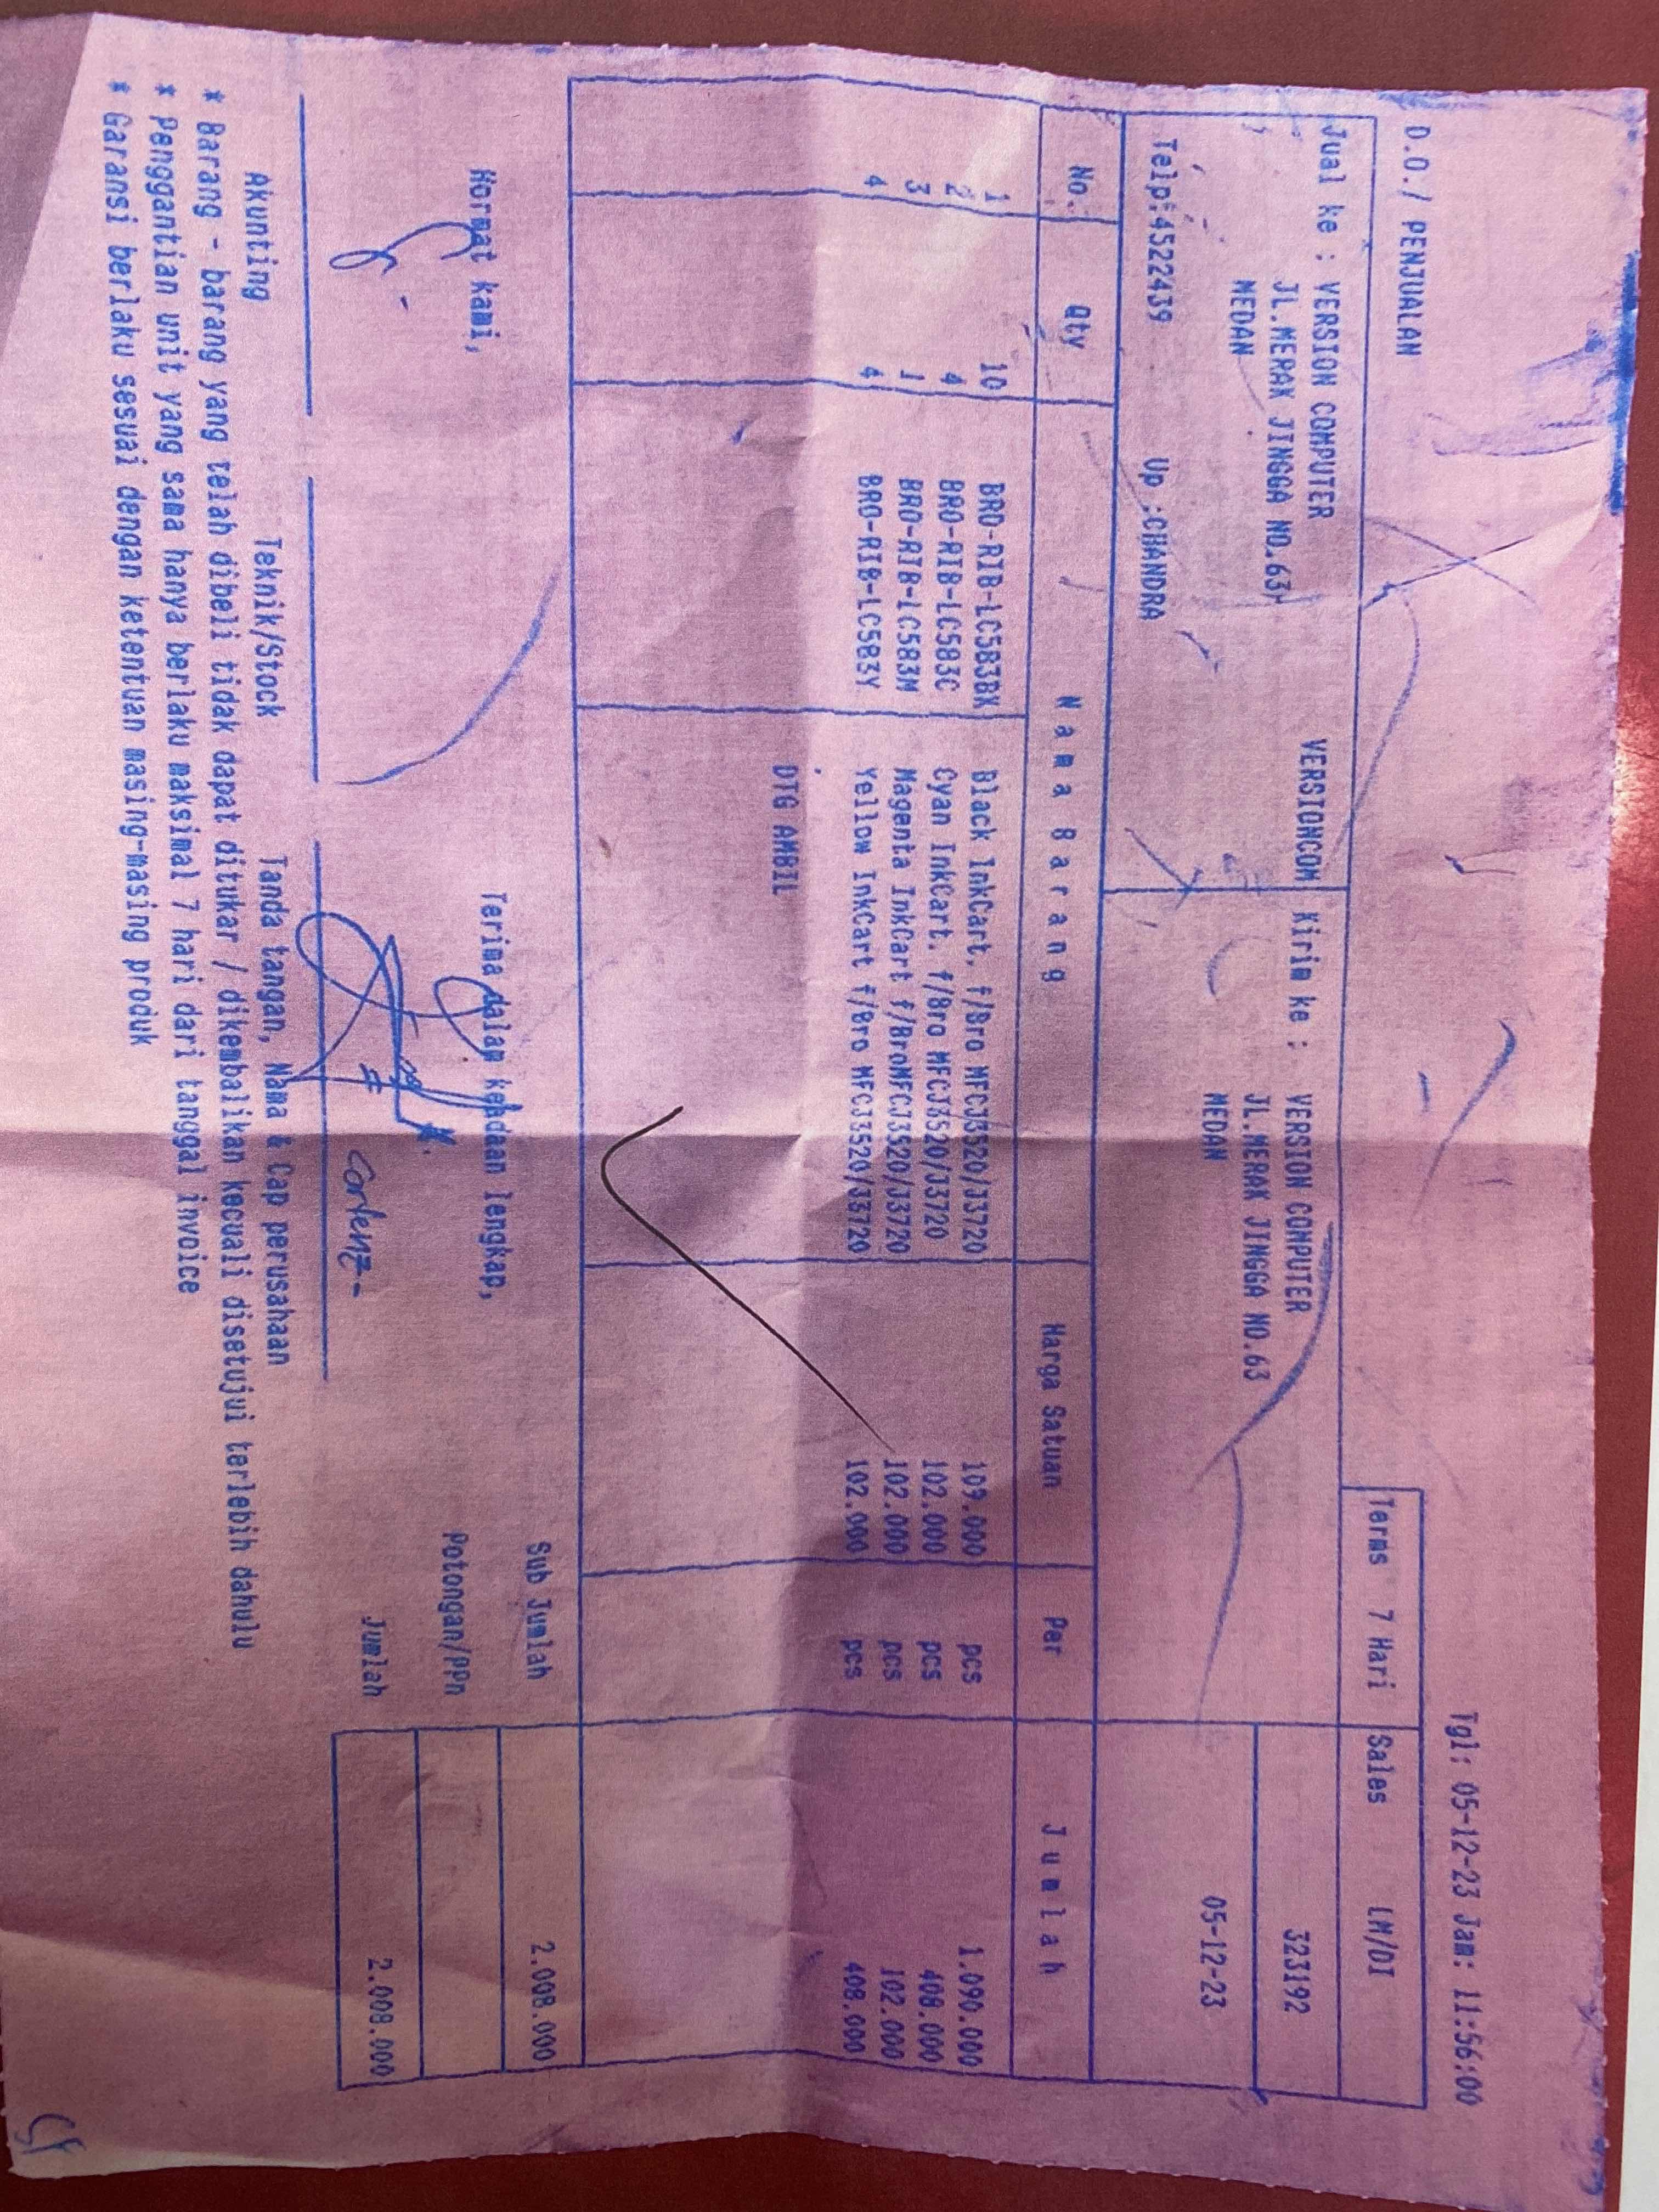 Tgl: 05-12-23 Jam: 11:56:00
D.O./ PENJUALAN
Terms 7 Hari Sales LM/DI
Jual ke : VERSION COMPUTER VERSIONCOM Kirim ke : VERSION COMPUTER 323192
JL.MERAK JINGGA NO.63 JL.MERAK JINGGA NO.63
MEDAN MEDAN 05-12-23
Telp:4522439 Up :CHANDRA
No. Qty Nama Barang Harga Satuan Per Jumlah
1 10 BRO-RIB-LC583BK Black InkCart. f/Bro MFCJ3520/J3720 109.000 pcs 1.090.000
2 4 BRO-RIB-LC583C Cyan InkCart. f/Bro MFCJ3520/J3720 102.000 pcs 408.000
3 1 BRO-RIB-LC583M Magenta InkCart f/BroMFCJ3520/J3720 102.000 pcs 102.000
4 4 BRO-RIB-LC583Y Yellow InkCart f/Bro MFCJ3520/J3720 102.000 pcs 408.000
DTG AMBIL
Hormat kami, Terima dalam keadaan lengkap, Sub Jumlah 2.008.000
Potongan/PPn
Jumlah 2.008.000
Akunting Teknik/Stock Tanda tangan, Nama & Cap perusahaan
* Barang - barang yang telah dibeli tidak dapat ditukar / dikembalikan kecuali disetujui terlebih dahulu
* Penggantian unit yang sama hanya berlaku maksimal 7 hari dari tanggal invoice
* Garansi berlaku sesuai dengan ketentuan masing-masing produk